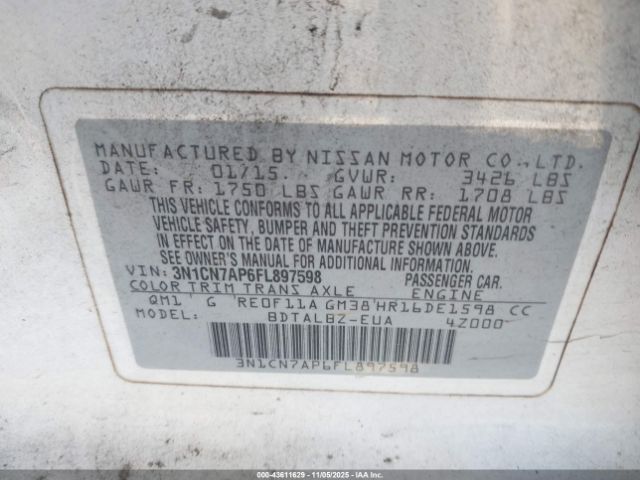 MANUFACTURED BY NISSAN MOTOR CO., LTD.
DATE: 01/15 GVWR: 3426 LBS
GAWR FR: 1750 LBS GAWR RR: 1708 LBS
THIS VEHICLE CONFORMS TO ALL APPLICABLE FEDERAL MOTOR
VEHICLE SAFETY, BUMPER AND THEFT PREVENTION STANDARDS
IN EFFECT ON THE DATE OF MANUFACTURE SHOWN ABOVE.
SEE OWNER'S MANUAL FOR ADDITIONAL INFORMATION
VIN: 3N1CN7AP6FL897598 PASSENGER CAR.
COLOR TRIM TRANS AXLE ENGINE
QM1 G RE0F11A GM38 HR16DE1598 CC
MODEL: BDTALBZ-EUA 4Z000
3N1CN7AP6FL897598
000-43611629 - 11/05/2025 - IAA Holdings, LLC. - Copyright